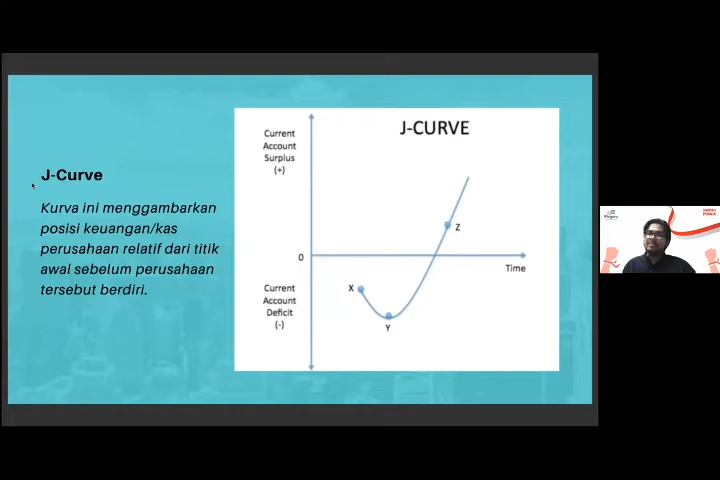 J-Curve
Kurva ini menggambarkan
posisi keuangan/kas
perusahaan relatif dari titik
awal sebelum perusahaan
tersebut berdiri.
J-CURVE
Current
Account
Surplus
(+)
0
Time
Current
Account
Deficit
(-)
X
Y
Z